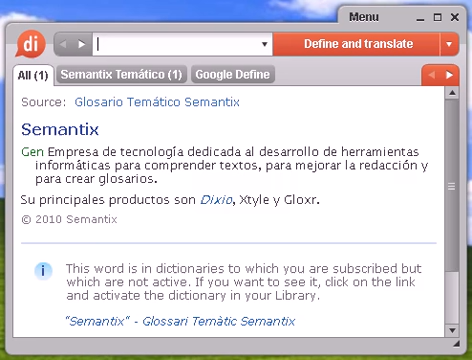 Menu
di
Define and translate
All (1)
Semantix Temático (1)
Google Define
Source: Glosario Temático Semantix
Semantix
Gen Empresa de tecnología dedicada al desarrollo de herramientas
informáticas para comprender textos, para mejorar la redacción y
para crear glosarios.
Su principales productos son Dixio, Xtyle y Gloxr.
© 2010 Semantix
i
This word is in dictionaries to which you are subscribed but
which are not active. If you want to see it, click on the link
and activate the dictionary in your Library.
"Semantix" - Glossari Temàtic Semantix